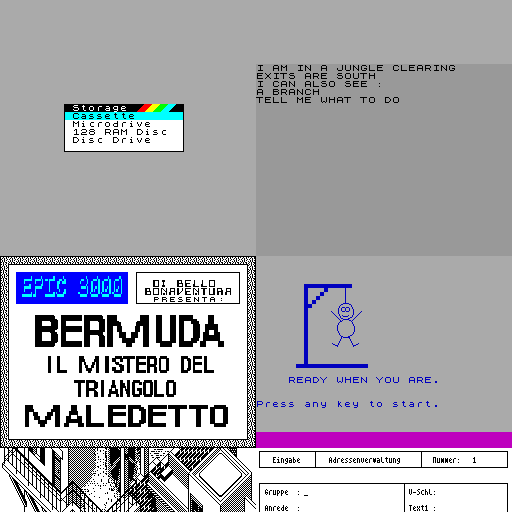 Storage
Cassette
Microdrive
128 RAM Disc
Disc Drive
I AM IN A JUNGLE CLEARING
EXITS ARE SOUTH
I CAN ALSO SEE :
A BRANCH
TELL ME WHAT TO DO
EPIC 3000
DI BELLO
BONAVENTURA
PRESENTA:
BERMUDA
IL MISTERO DEL
TRIANGOLO
MALEDETTO
READY WHEN YOU ARE.
Press any key to start.
Eingabe Adressenverwaltung Nummer: 1
Gruppe : _ V-Schl:
Anrede : Text1 :